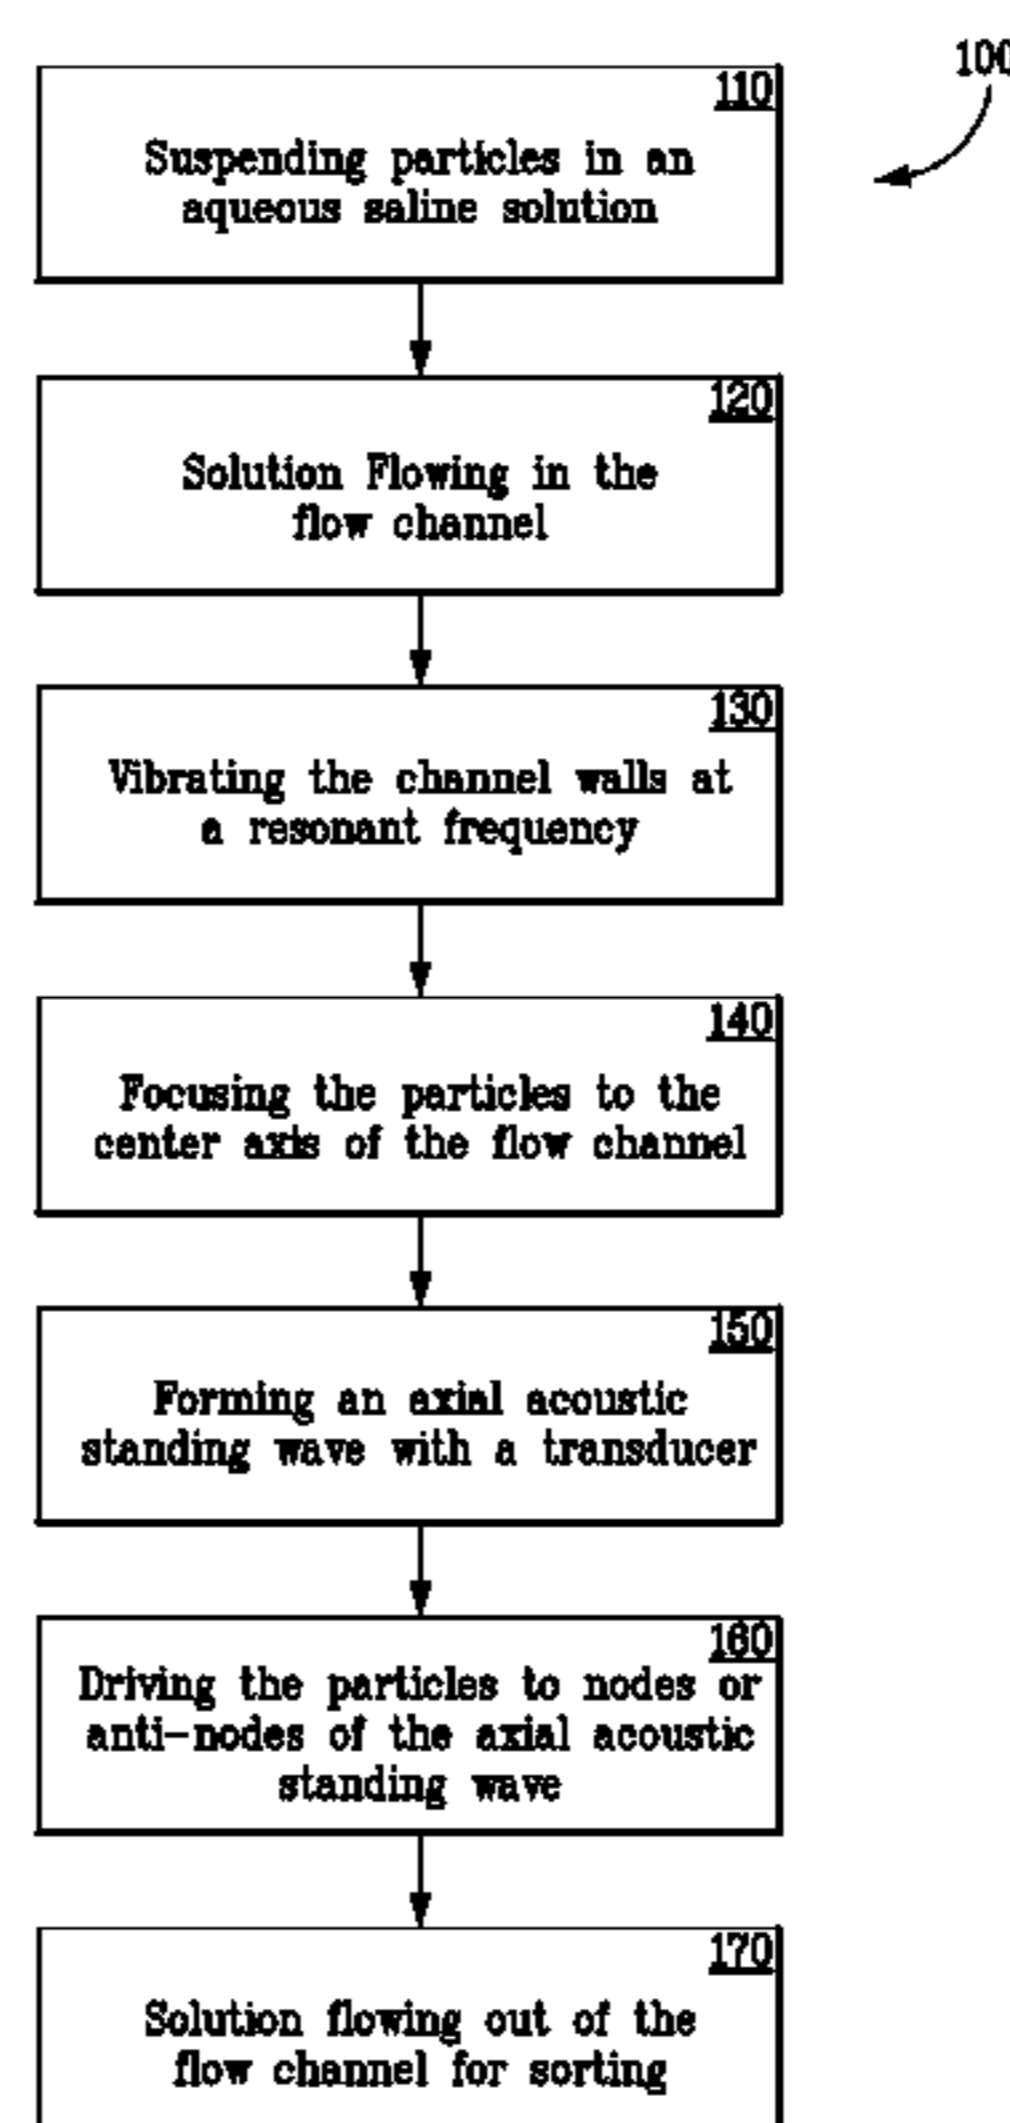 100
110
Suspending particles in an
aqueous saline solution
120
Solution Flowing in the
flow channel
130
Vibrating the channel walls at
a resonant frequency
140
Focusing the particles to the
center axis of the flow channel
150
Forming an axial acoustic
standing wave with a transducer
160
Driving the particles to nodes or
anti-nodes of the axial acoustic
standing wave
170
Solution flowing out of the
flow channel for sorting